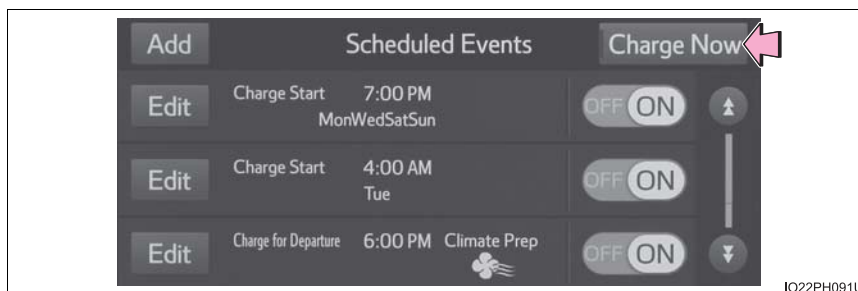 Add Scheduled Events Charge Now
Edit Charge Start 7:00 PM OFF ON
MonWedSatSun
Edit Charge Start 4:00 AM OFF ON
Tue
Edit Charge for Departure 6:00 PM Climate Prep OFF ON
IO22PH091U